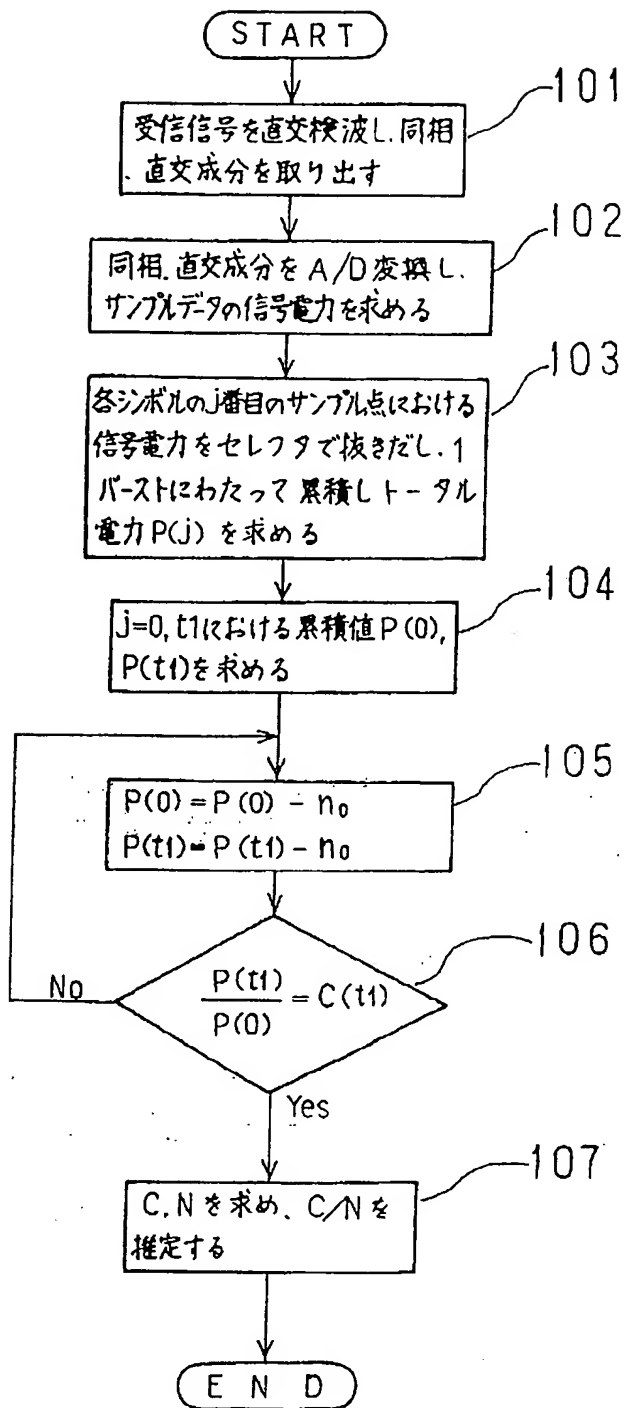 START
101
受信信号を直交検波し.同相
.直交成分を取り出す
102
同相.直交成分をA/D変換し.
サンプルデータの信号電力を求める
103
各シンボルのj番目のサンプル点における
信号電力をセレクタで抜きだし.1
バーストにわたって累積しトータル
電力P(j)を求める
104
j=0,t1における累積値P(0),
P(t1)を求める
105
P(0)=P(0)-n0
P(t1)=P(t1)-n0
106
P(t1)/P(0)=C(t1)
No
Yes
107
C.Nを求め、C/Nを
推定する
END